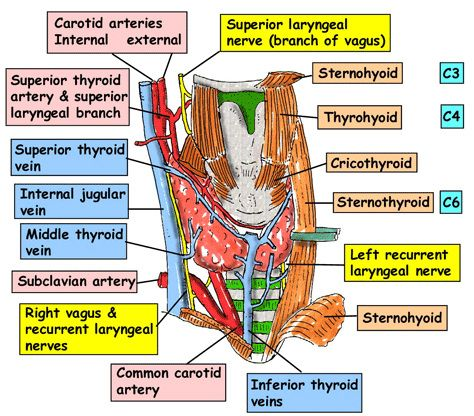 Carotid arteries
Internal external
Superior laryngeal
nerve (branch of vagus)
Sternohyoid
C3
Superior thyroid
artery & superior
laryngeal branch
Thyrohyoid
C4
Superior thyroid
vein
Cricothyroid
Internal jugular
vein
Sternothyroid
C6
Middle thyroid
vein
Left recurrent
laryngeal nerve
Subclavian artery
Right vagus &
recurrent laryngeal
nerves
Sternohyoid
Common carotid
artery
Inferior thyroid
veins